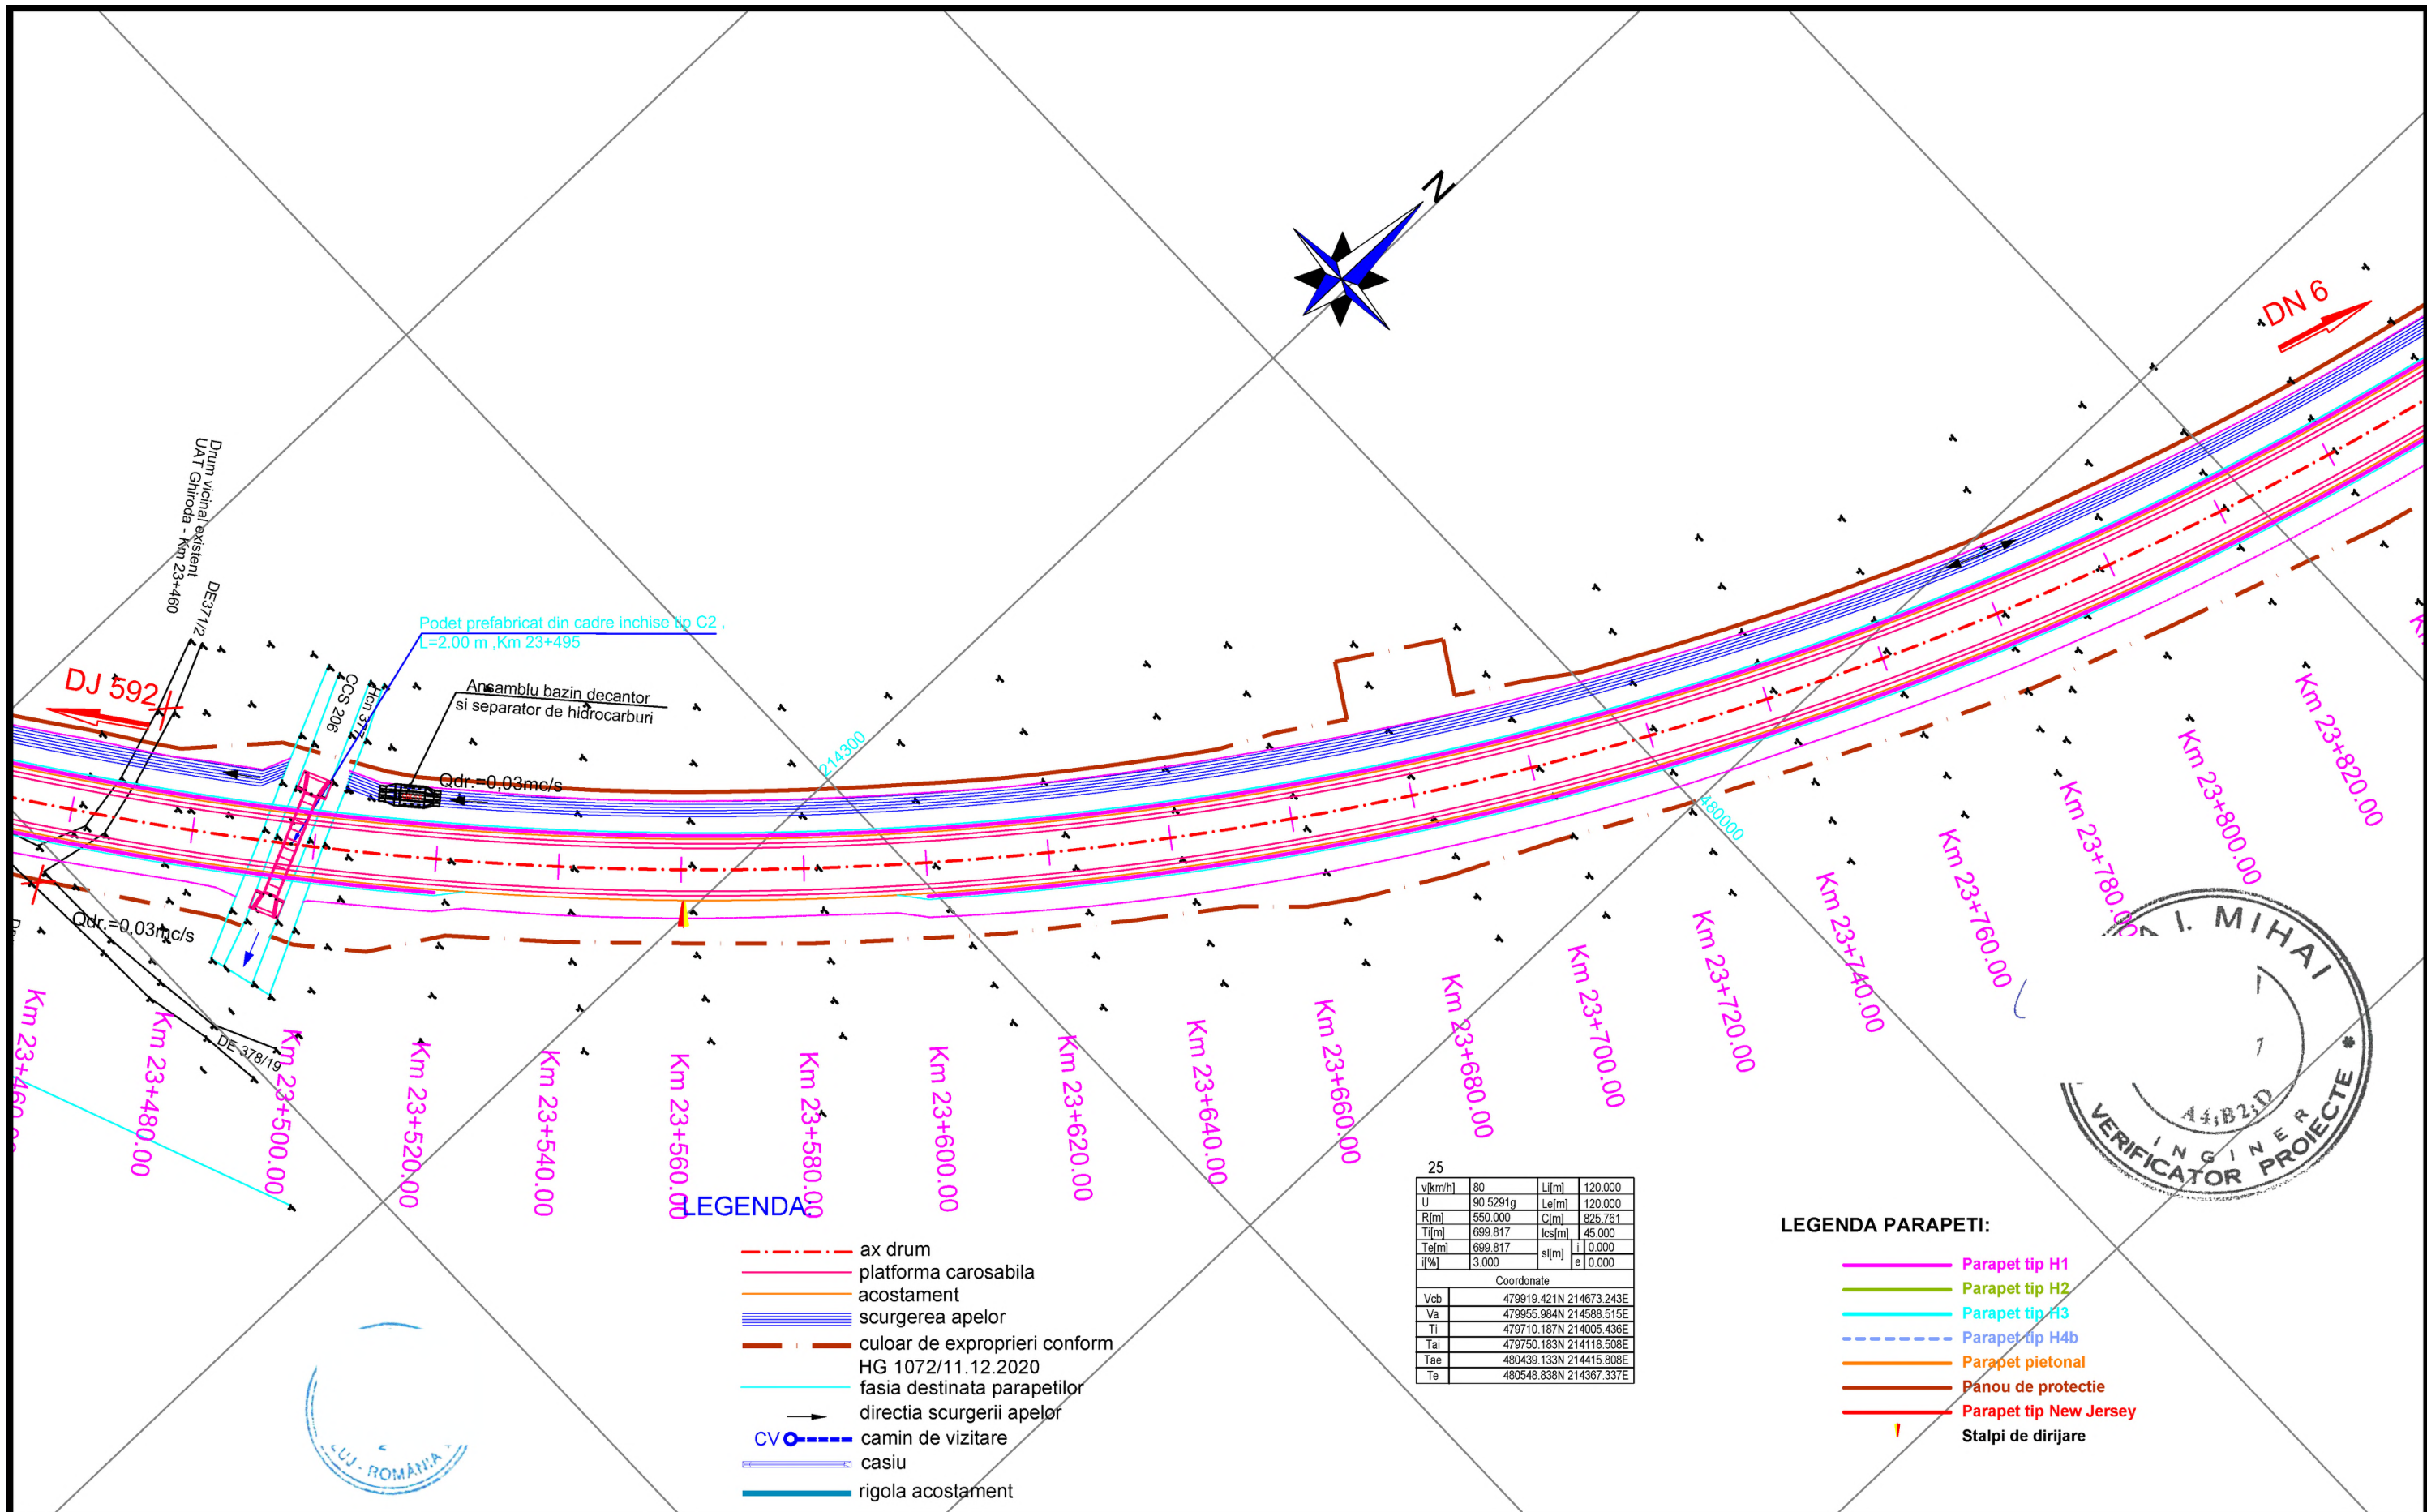 N
DN 6
Drum vicinal existent
UAT Ghiroda - Km 23+460
DE371/2
DJ 592
CCS 206
Hcn 377
Podet prefabricat din cadre inchise tip C2 ,
L=2.00 m ,Km 23+495
Ansamblu bazin decantor
si separator de hidrocarburi
Qdr.=0,03mc/s
214300
480000
Qdr.=0,03mc/s
DE 378/19
Km 23+460.00
Km 23+480.00
Km 23+500.00
Km 23+520.00
Km 23+540.00
Km 23+560.00
Km 23+580.00
Km 23+600.00
Km 23+620.00
Km 23+640.00
Km 23+660.00
Km 23+680.00
Km 23+700.00
Km 23+720.00
Km 23+740.00
Km 23+760.00
Km 23+780.00
Km 23+800.00
Km 23+820.00
I. MIHAI
A4;B2;D
INGINER
VERIFICATOR PROIECTE *
LEGENDA:
ax drum
platforma carosabila
acostament
scurgerea apelor
culoar de exproprieri conform
HG 1072/11.12.2020
fasia destinata parapetilor
directia scurgerii apelor
CV camin de vizitare
casiu
rigola acostament
25
v[km/h] 80 Li[m] 120.000
U 90.5291g Le[m] 120.000
R[m] 550.000 C[m] 825.761
Ti[m] 699.817 lcs[m] 45.000
Te[m] 699.817 sl[m] i 0.000
i[%] 3.000 e 0.000
Coordonate
Vcb 479919.421N 214673.243E
Va 479955.984N 214588.515E
Ti 479710.187N 214005.436E
Tai 479750.183N 214118.508E
Tae 480439.133N 214415.808E
Te 480548.838N 214367.337E
LEGENDA PARAPETI:
Parapet tip H1
Parapet tip H2
Parapet tip H3
Parapet tip H4b
Parapet pietonal
Panou de protectie
Parapet tip New Jersey
Stalpi de dirijare
UJ - ROMÂNIA